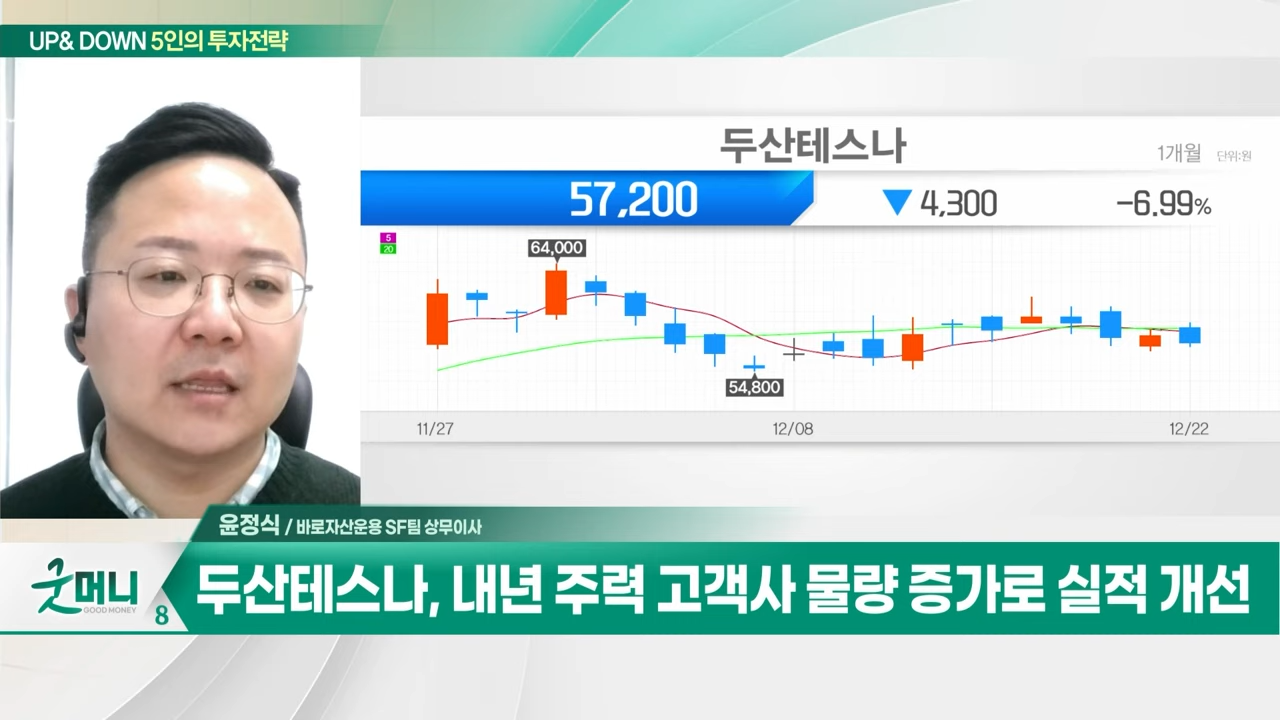 UP& DOWN 5인의 투자전략
두산테스나
1개월 단위:원
57,200 ▼ 4,300 -6.99%
5
20
64,000
54,800
11/27 12/08 12/22
윤정식 / 바로자산운용 SF팀 상무이사
굿머니
GOOD MONEY
8
두산테스나, 내년 주력 고객사 물량 증가로 실적 개선